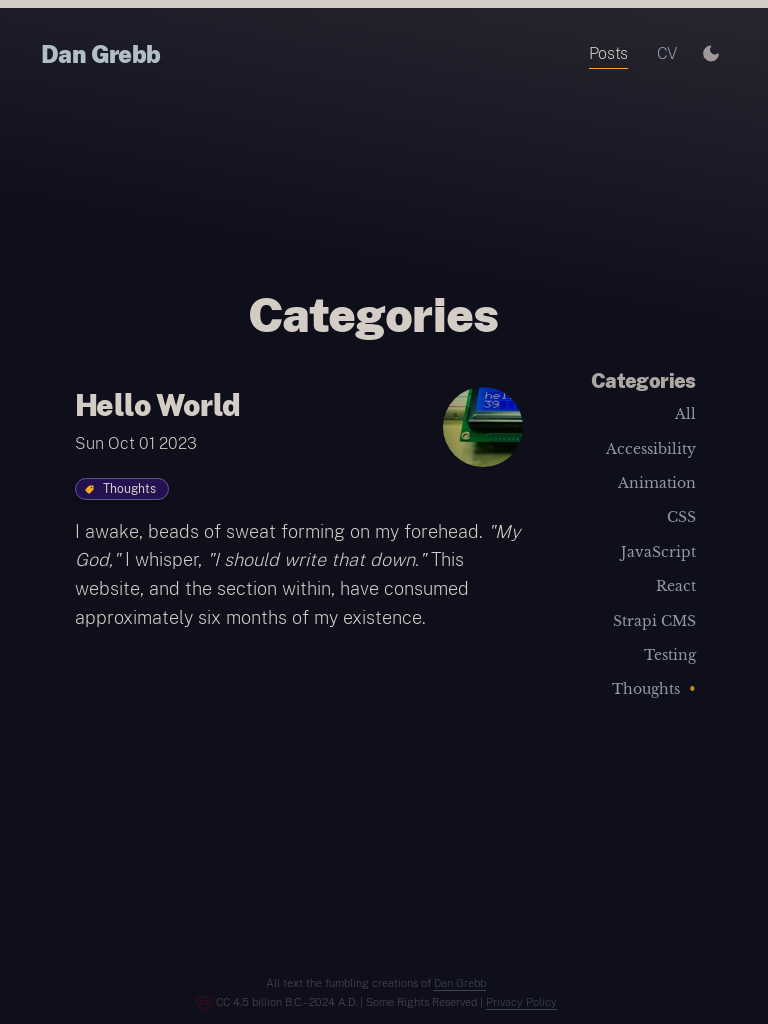 Dan Grebb
Posts
CV
Categories
Hello World
Sun Oct 01 2023
Thoughts
I awake, beads of sweat forming on my forehead. "My
God," I whisper, "I should write that down." This
website, and the section within, have consumed
approximately six months of my existence.
39
Categories
All
Accessibility
Animation
CSS
JavaScript
React
Strapi CMS
Testing
Thoughts •
All text the fumbling creations of Dan Grebb
CC 4.5 billion B.C.–2024 A.D. | Some Rights Reserved | Privacy Policy